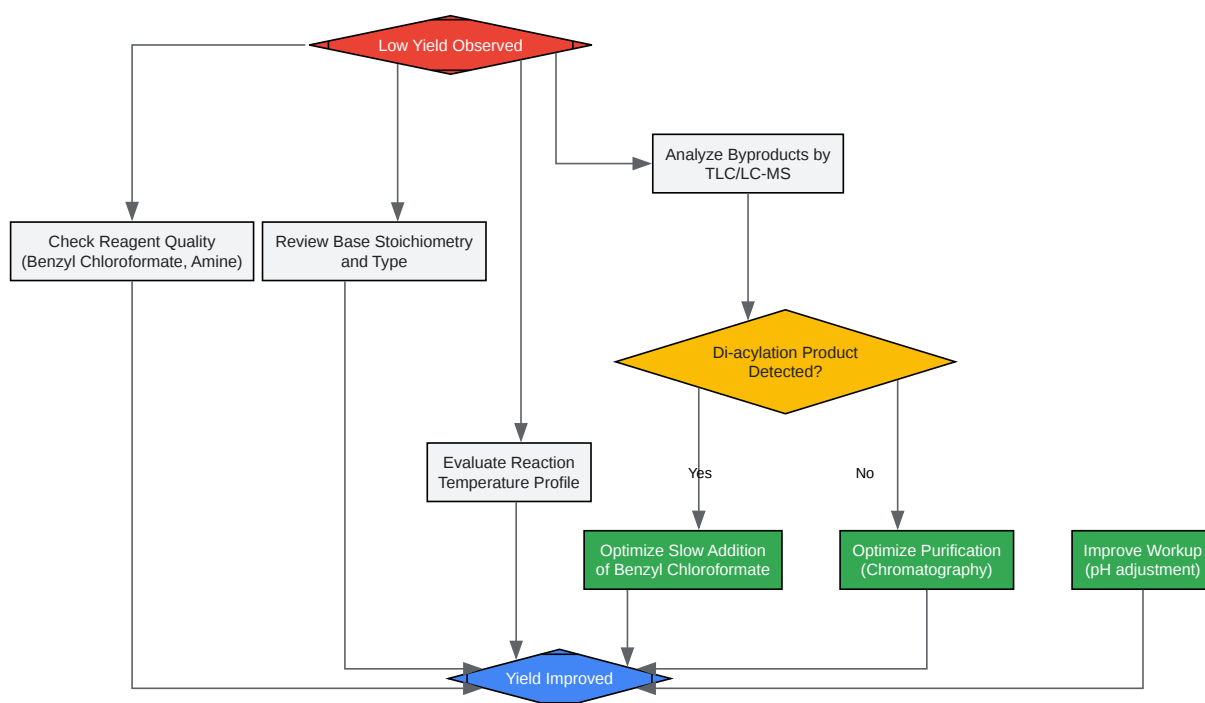 Low Yield Observed
Analyze Byproducts by
TLC/LC-MS
Check Reagent Quality
(Benzyl Chloroformate, Amine)
Review Base Stoichiometry
and Type
Di-acylation Product
Detected?
Evaluate Reaction
Temperature Profile
Yes
No
Optimize Slow Addition
of Benzyl Chloroformate
Optimize Purification
(Chromatography)
Improve Workup
(pH adjustment)
Yield Improved